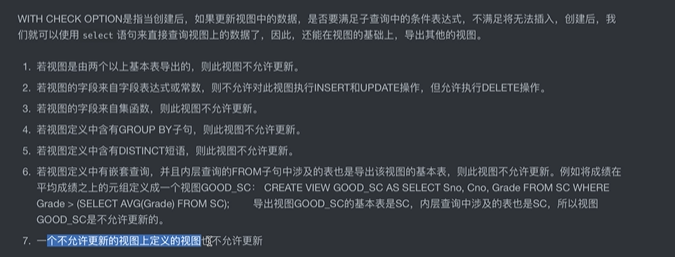 WITH CHECK OPTION是指当创建后，如果更新视图中的数据，是否要满足子查询中的条件表达式，不满足将无法插入，创建后，我
们就可以使用 select 语句来直接查询视图上的数据了，因此，还能在视图的基础上，导出其他的视图。
1. 若视图是由两个以上基本表导出的，则此视图不允许更新。
2. 若视图的字段来自字段表达式或常数，则不允许对此视图执行INSERT和UPDATE操作，但允许执行DELETE操作。
3. 若视图的字段来自集函数，则此视图不允许更新。
4. 若视图定义中含有GROUP BY子句，则此视图不允许更新。
5. 若视图定义中含有DISTINCT短语，则此视图不允许更新。
6. 若视图定义中有嵌套查询，并且内层查询的FROM子句中涉及的表也是导出该视图的基本表，则此视图不允许更新。例如将成绩在
平均成绩之上的元组定义成一个视图GOOD_SC： CREATE VIEW GOOD_SC AS SELECT Sno, Cno, Grade FROM SC WHERE
Grade > (SELECT AVG(Grade) FROM SC); 导出视图GOOD_SC的基本表是SC，内层查询中涉及的表也是SC，所以视图
GOOD_SC是不允许更新的。
7. 一个不允许更新的视图上定义的视图也不允许更新